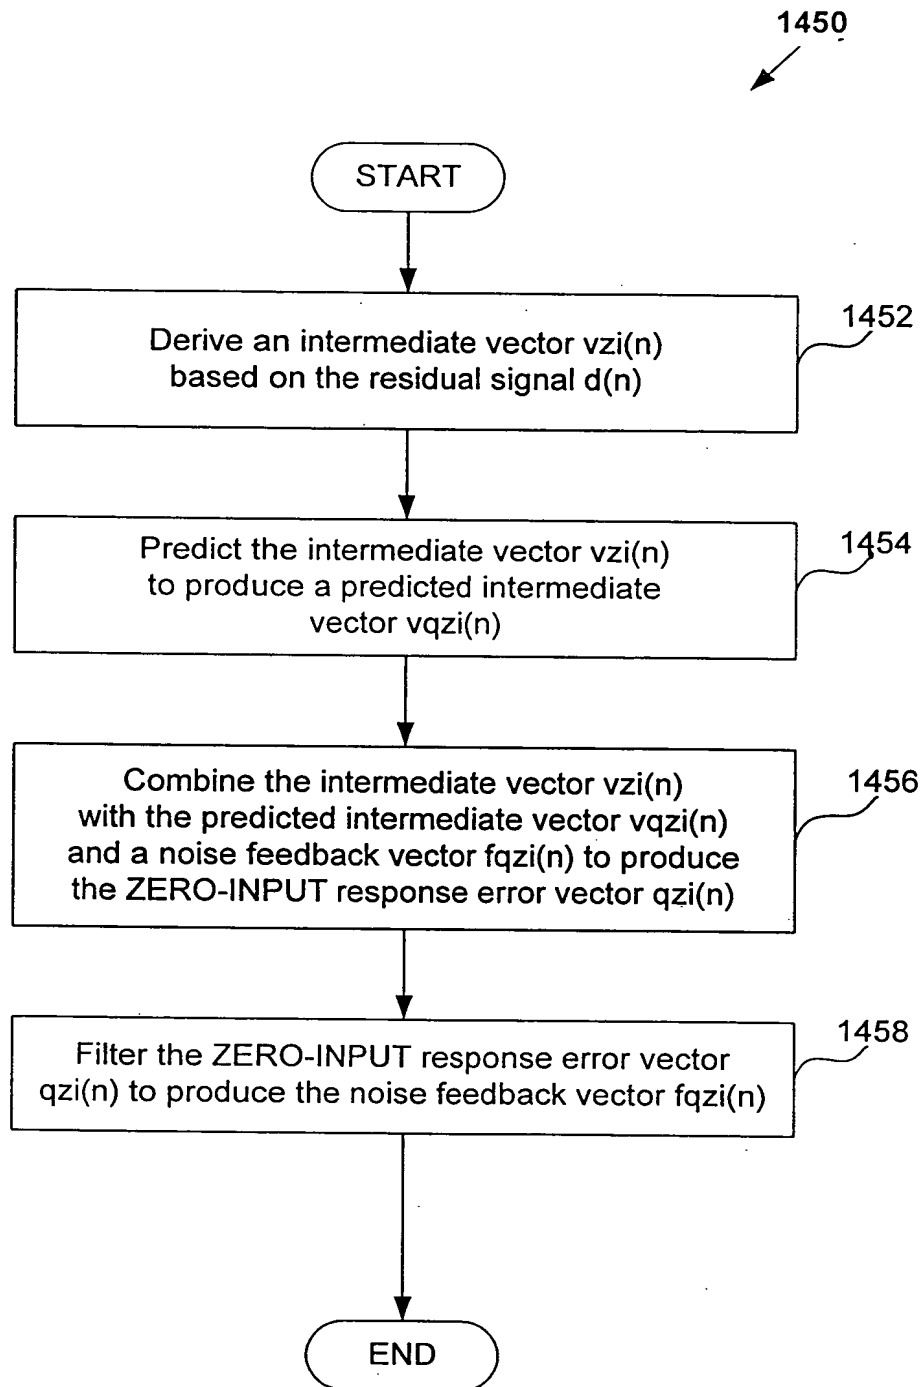 1450
START
Derive an intermediate vector vzi(n)
based on the residual signal d(n)
1452
Predict the intermediate vector vzi(n)
to produce a predicted intermediate
vector vqzi(n)
1454
Combine the intermediate vector vzi(n)
with the predicted intermediate vector vqzi(n)
and a noise feedback vector fqzi(n) to produce
the ZERO-INPUT response error vector qzi(n)
1456
Filter the ZERO-INPUT response error vector
qzi(n) to produce the noise feedback vector fqzi(n)
1458
END